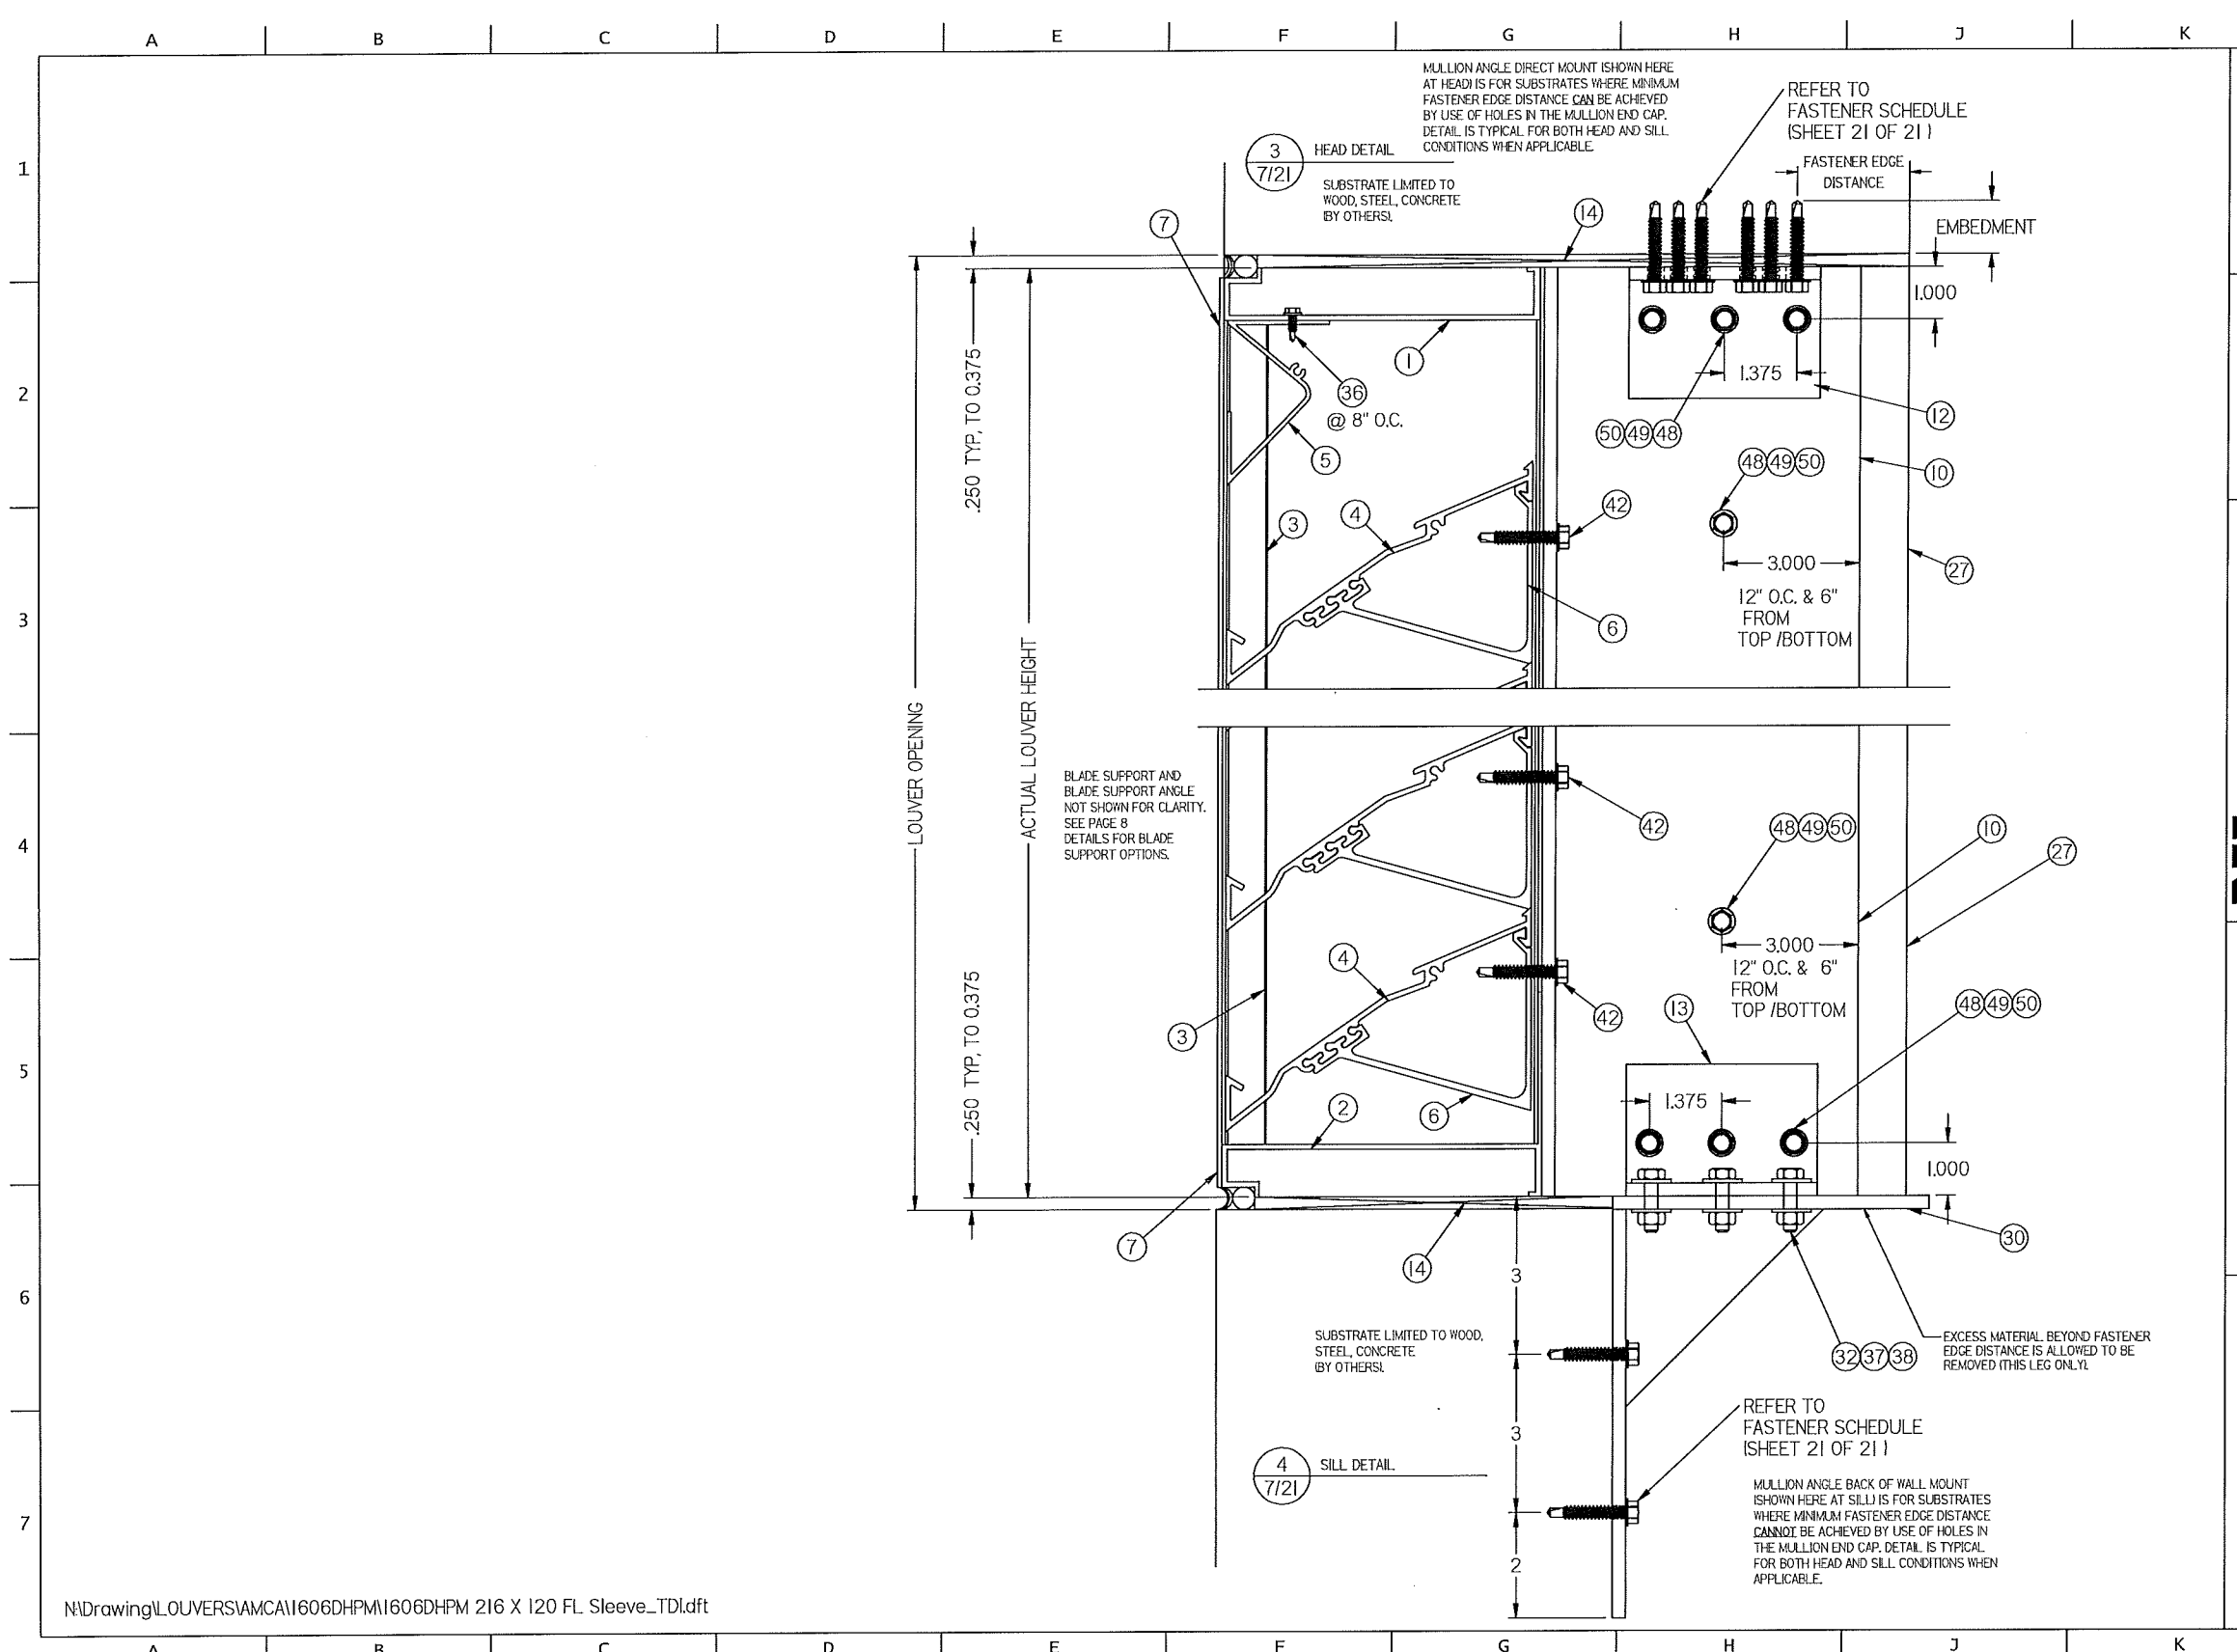 A B C D E F G H J K
1
2
3
4
5
6
7
MULLION ANGLE DIRECT MOUNT (SHOWN HERE
AT HEAD) IS FOR SUBSTRATES WHERE MINIMUM
FASTENER EDGE DISTANCE CAN BE ACHIEVED
BY USE OF HOLES IN THE MULLION END CAP.
DETAIL IS TYPICAL FOR BOTH HEAD AND SILL
CONDITIONS WHEN APPLICABLE.
REFER TO
FASTENER SCHEDULE
(SHEET 21 OF 21 )
3
7/21
HEAD DETAIL
SUBSTRATE LIMITED TO
WOOD, STEEL, CONCRETE
(BY OTHERS).
FASTENER EDGE
DISTANCE
EMBEDMENT
1.000
7
14
1
36
@ 8" O.C.
5
1.375
12
50 49 48
48 49 50
10
3
4
42
3.000
27
12" O.C. & 6"
FROM
TOP /BOTTOM
6
.250 TYP, TO 0.375
LOUVER OPENING
ACTUAL LOUVER HEIGHT
BLADE SUPPORT AND
BLADE SUPPORT ANGLE
NOT SHOWN FOR CLARITY.
SEE PAGE 8
DETAILS FOR BLADE
SUPPORT OPTIONS.
42
48 49 50
10
27
4
3.000
12" O.C. & 6"
FROM
TOP /BOTTOM
42
13
48 49 50
3
.250 TYP, TO 0.375
2
6
1.375
1.000
7
14
30
3
SUBSTRATE LIMITED TO WOOD,
STEEL, CONCRETE
(BY OTHERS).
32 37 38
EXCESS MATERIAL BEYOND FASTENER
EDGE DISTANCE IS ALLOWED TO BE
REMOVED (THIS LEG ONLY).
3
REFER TO
FASTENER SCHEDULE
(SHEET 21 OF 21 )
4
7/21
SILL DETAIL
2
MULLION ANGLE BACK OF WALL MOUNT
(SHOWN HERE AT SILL) IS FOR SUBSTRATES
WHERE MINIMUM FASTENER EDGE DISTANCE
CANNOT BE ACHIEVED BY USE OF HOLES IN
THE MULLION END CAP. DETAIL IS TYPICAL
FOR BOTH HEAD AND SILL CONDITIONS WHEN
APPLICABLE.
N:\Drawing\LOUVERS\AMCA\1606DHPM\1606DHPM 216 X 120 FL Sleeve_TDI.dft
A B C D E F G H J K